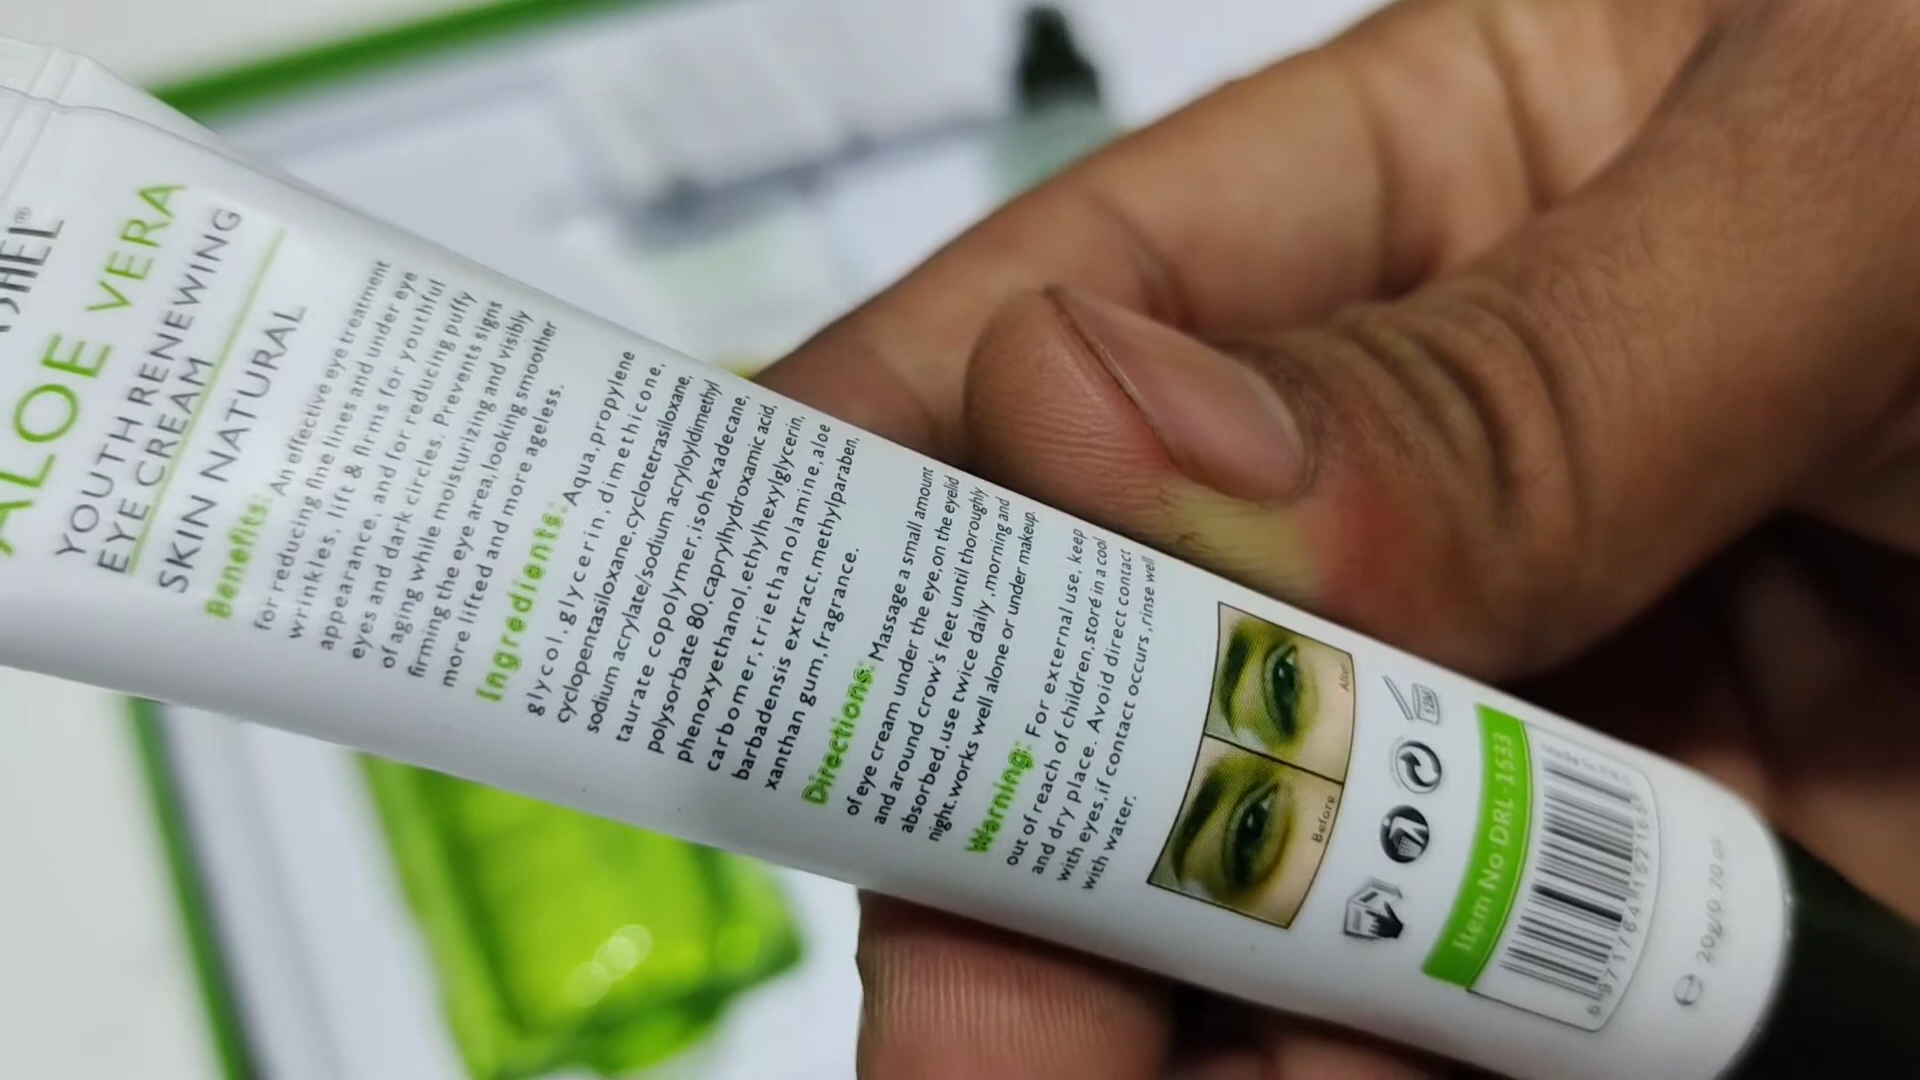 ALOE VERA
YOUTH RENEWING
EYE CREAM
SKIN NATURAL
Benefits: An effective eye treatment
for reducing fine lines and under eye
wrinkles, lift & firms for youthful
appearance, and for reducing puffy
eyes and dark circles. Prevents signs
of aging while moisturizing and visibly
firming the eye area,looking smoother
more lifted and more ageless.
Ingredients: Aqua,propylene
glycol,glycerin,dimethicone,
cyclopentasiloxane,cyclotetrasiloxane,
sodium acrylate/sodium acryloyldimethyl
taurate copolymer,isohexadecane,
polysorbate 80,caprylhydroxamic acid,
phenoxyethanol,ethylhexylglycerin,
carbomer,triethanolamine,aloe
barbadensis extract,methylparaben,
xanthan gum,fragrance.
Directions: Massage a small amount
of eye cream under the eye,on the eyelid
and around crow's feet until thoroughly
absorbed,use twice daily ,morning and
night.works well alone or under makeup.
Warning: For external use, keep
out of reach of children,store in a cool
and dry place. Avoid direct contact
with eyes,if contact occurs ,rinse well
with water.
Before
After
Item No DRL-1533
20g/0.70 oz